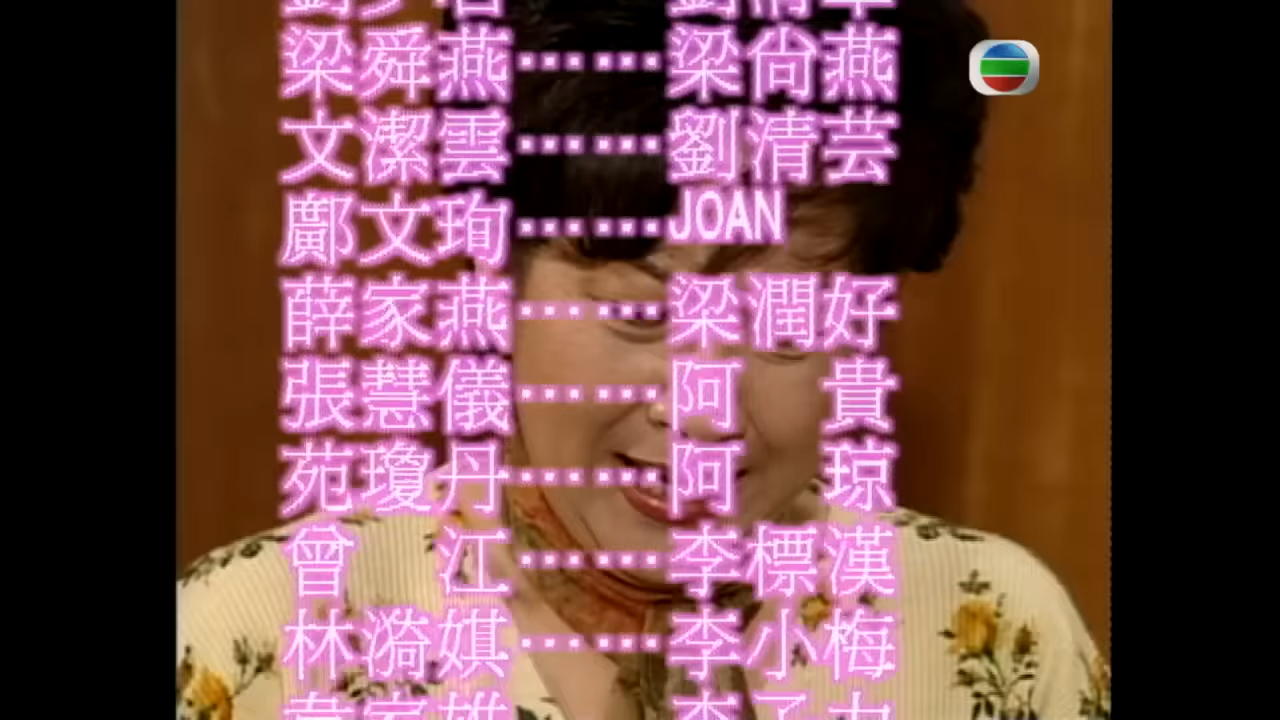 梁舜燕⋯⋯梁尚燕
文潔雲⋯⋯劉清芸
鄺文珣⋯⋯JOAN
薛家燕⋯⋯梁潤好
張慧儀⋯⋯阿貴
苑瓊丹⋯⋯阿琼
曾江⋯⋯李標漢
林漪娸⋯⋯李小梅